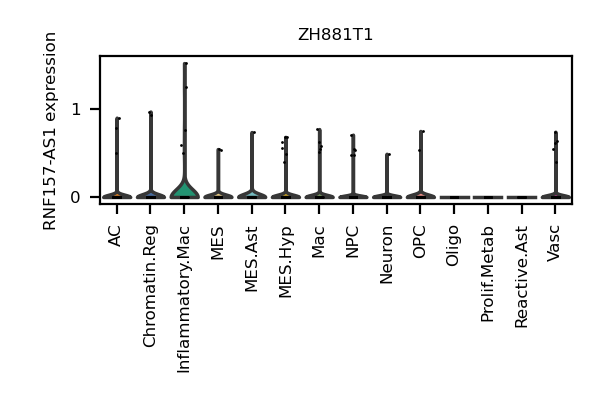 ZH881T1
RNF157-AS1 expression
1
0
AC
Chromatin.Reg
Inflammatory.Mac
MES
MES.Ast
MES.Hyp
Mac
NPC
Neuron
OPC
Oligo
Prolif.Metab
Reactive.Ast
Vasc